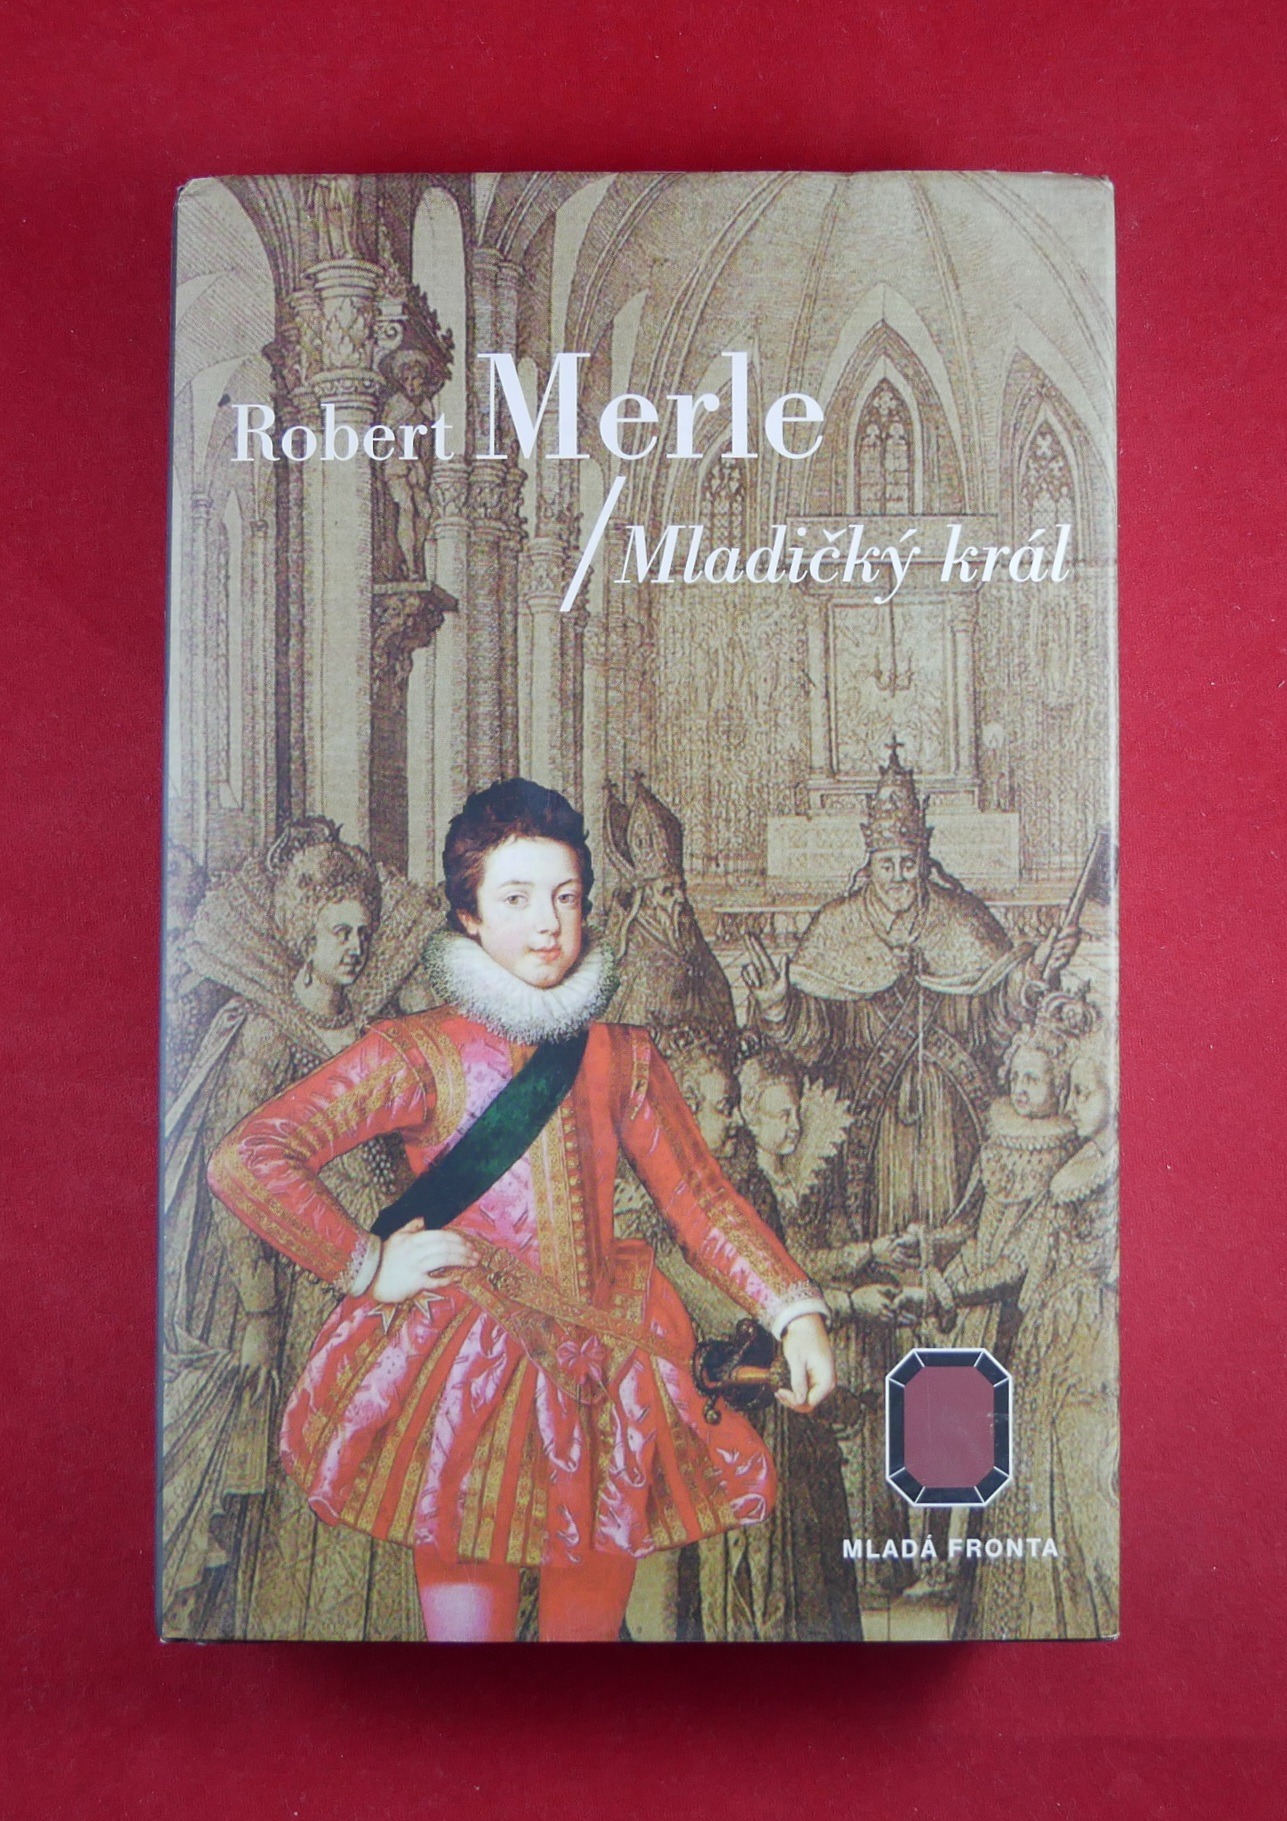 Robert Merle
/ Mladičký král
MLADÁ FRONTA